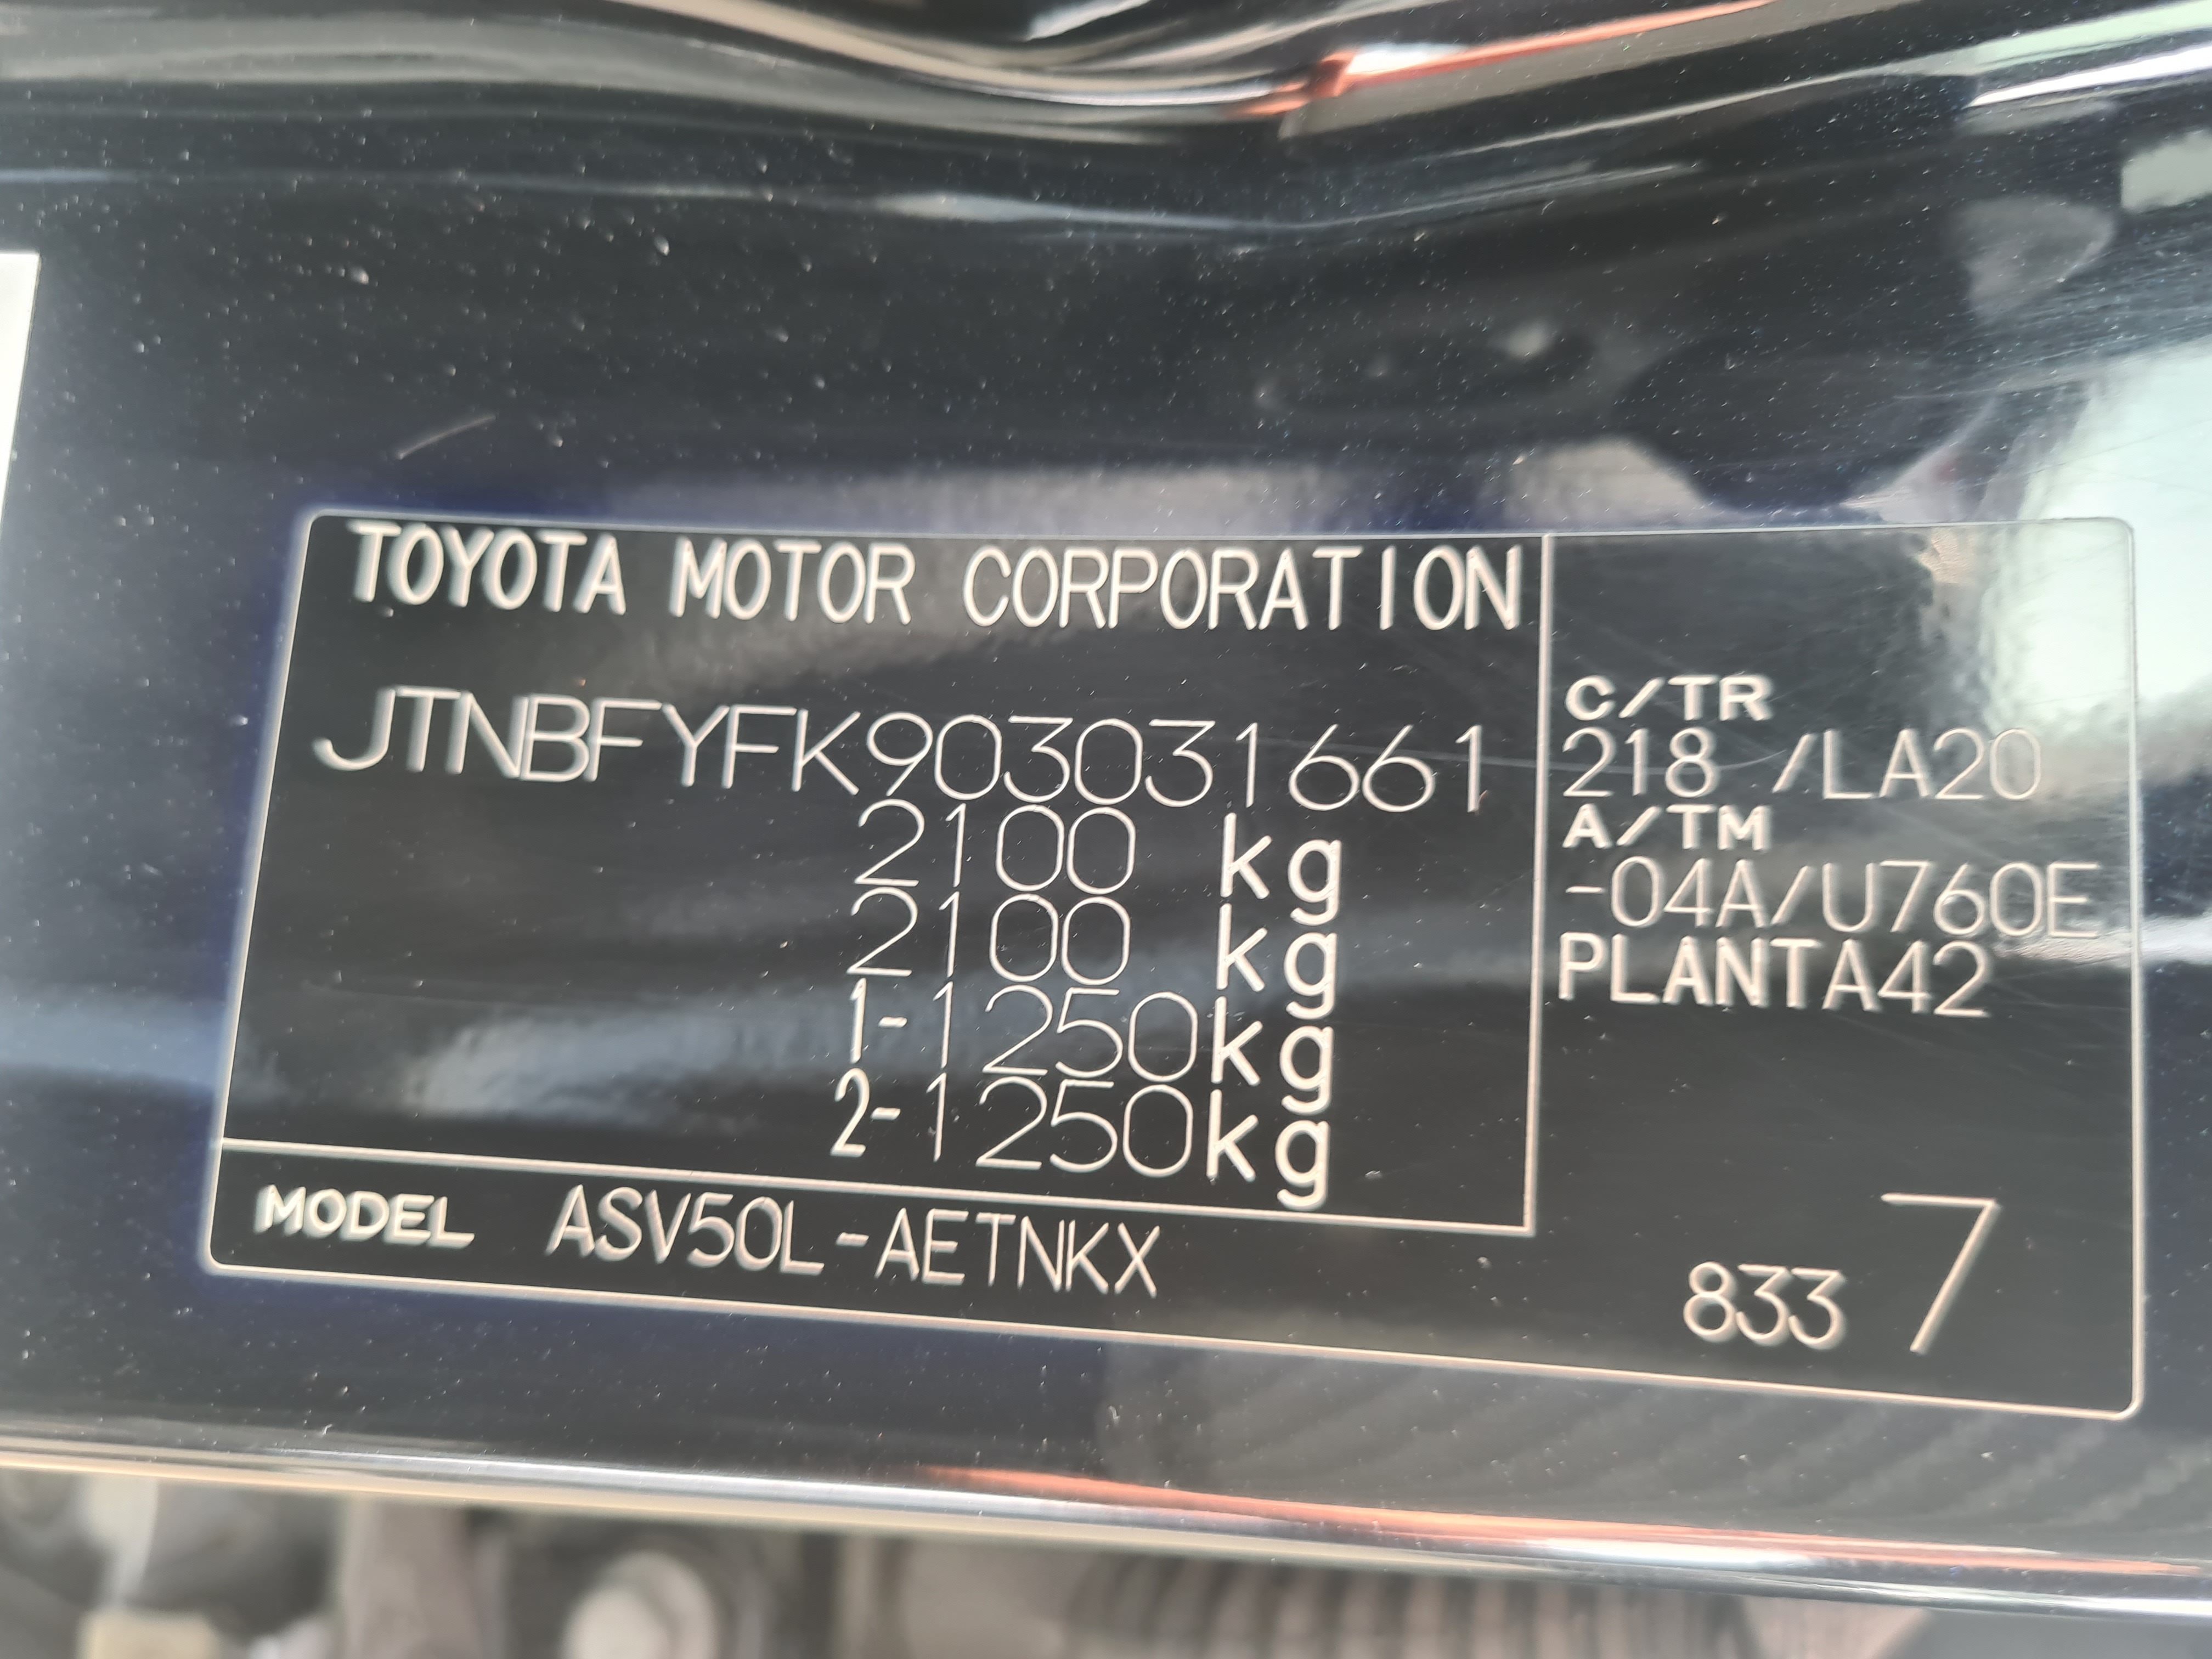 TOYOTA MOTOR CORPORATION
JTNBFYFK903031661
2100 kg
2100 kg
1-1250kg
2-1250kg
MODEL ASV50L-AETNKX
C/TR
218 /LA20
A/TM
-04A/U760E
PLANTA42
833 7